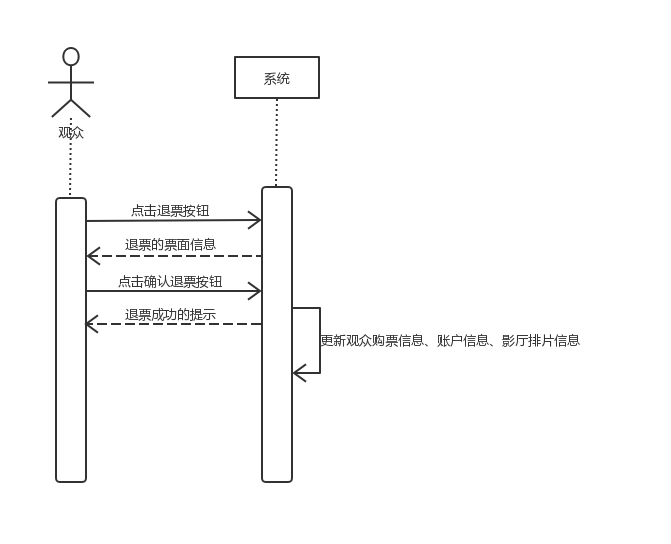 系统
观众
点击退票按钮
退票的票面信息
点击确认退票按钮
退票成功的提示
更新观众购票信息、账户信息、影厅排片信息